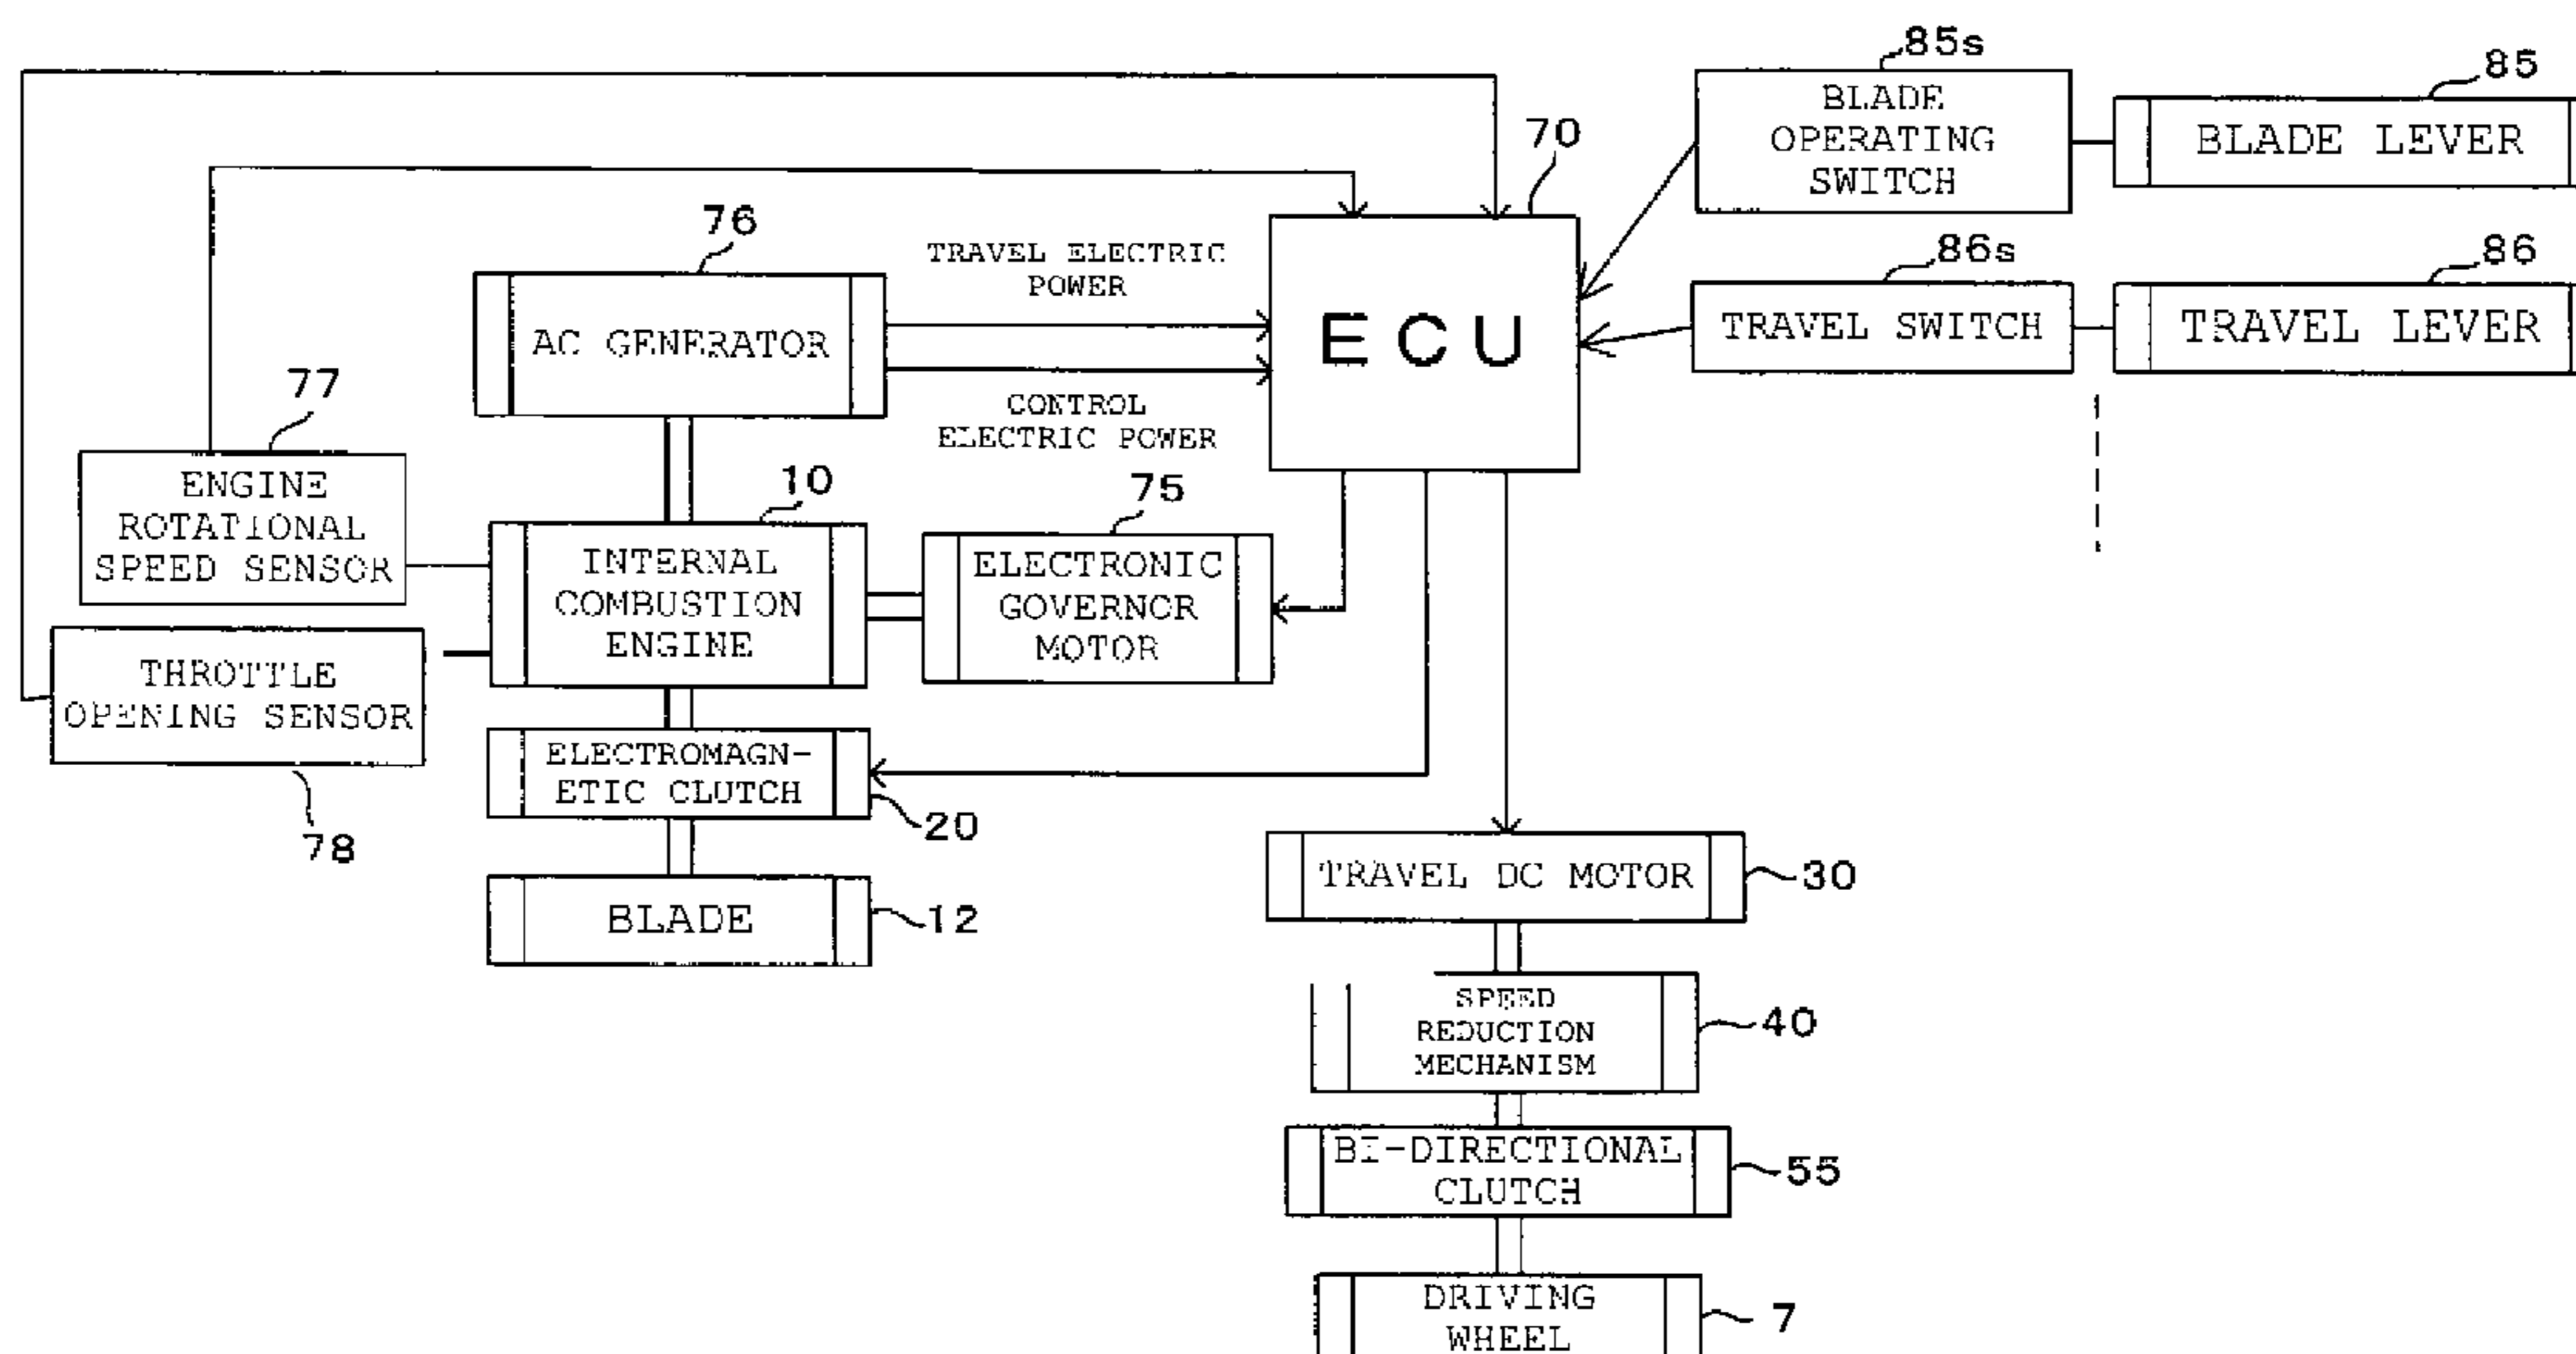 85s
BLADE
OPERATING
SWITCH
85
BLADE LEVER
70
ECU
86s
TRAVEL SWITCH
86
TRAVEL LEVER
76
AC GENERATOR
TRAVEL ELECTRIC
POWER
CONTROL
ELECTRIC POWER
77
ENGINE
ROTATIONAL
SPEED SENSOR
10
INTERNAL
COMBUSTION
ENGINE
75
ELECTRONIC
GOVERNOR
MOTOR
THROTTLE
OPENING SENSOR
78
ELECTROMAGN-
ETIC CLUTCH
20
BLADE
12
TRAVEL DC MOTOR
30
SPEED
REDUCTION
MECHANISM
40
BI-DIRECTIONAL
CLUTCH
55
DRIVING
WHEEL
7